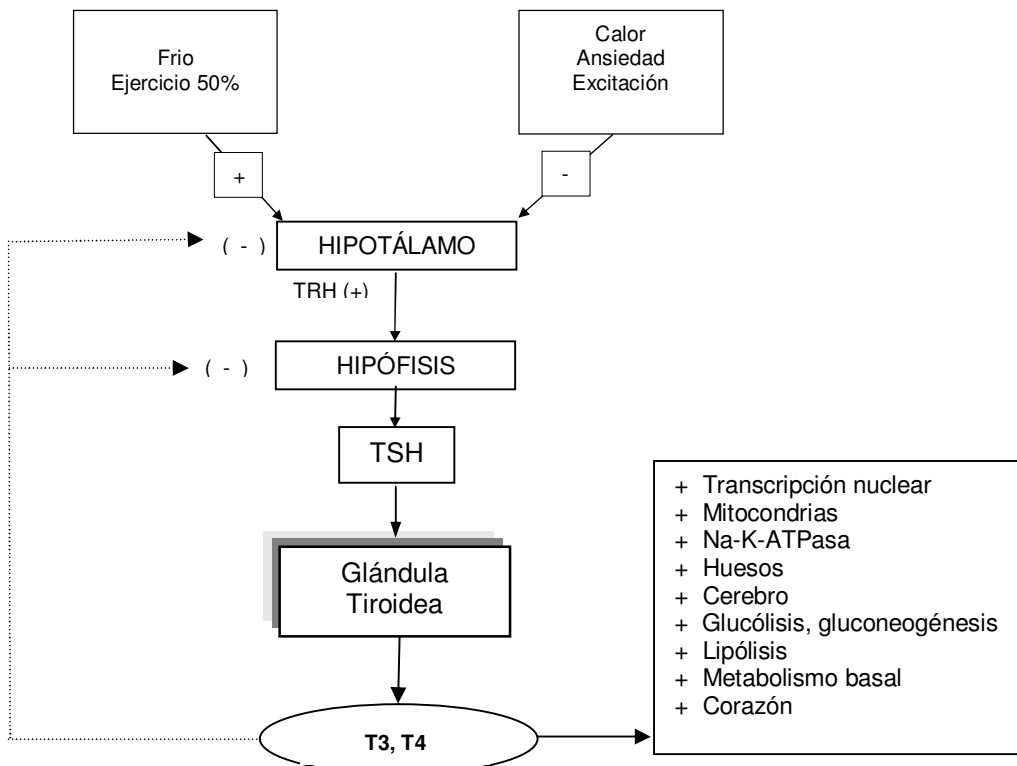 Frio
Ejercicio 50%
Calor
Ansiedad
Excitación
+
-
( - )
HIPOTÁLAMO
TRH (+)
( - )
HIPÓFISIS
TSH
Glándula
Tiroidea
T3, T4
+ Transcripción nuclear
+ Mitocondrias
+ Na-K-ATPasa
+ Huesos
+ Cerebro
+ Glucólisis, gluconeogénesis
+ Lipólisis
+ Metabolismo basal
+ Corazón